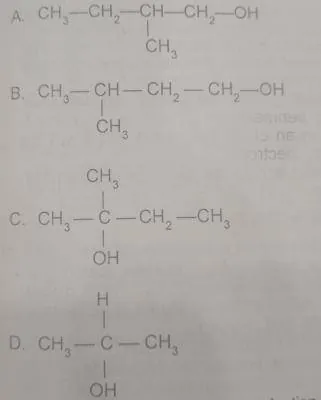 A. CH₃—CH₂—CH—CH₂—OH
CH₃
B. CH₃—CH—CH₂—CH₂—OH
CH₃
CH₃
C. CH₃—C—CH₂—CH₃
OH
H
D. CH₃—C—CH₃
OH